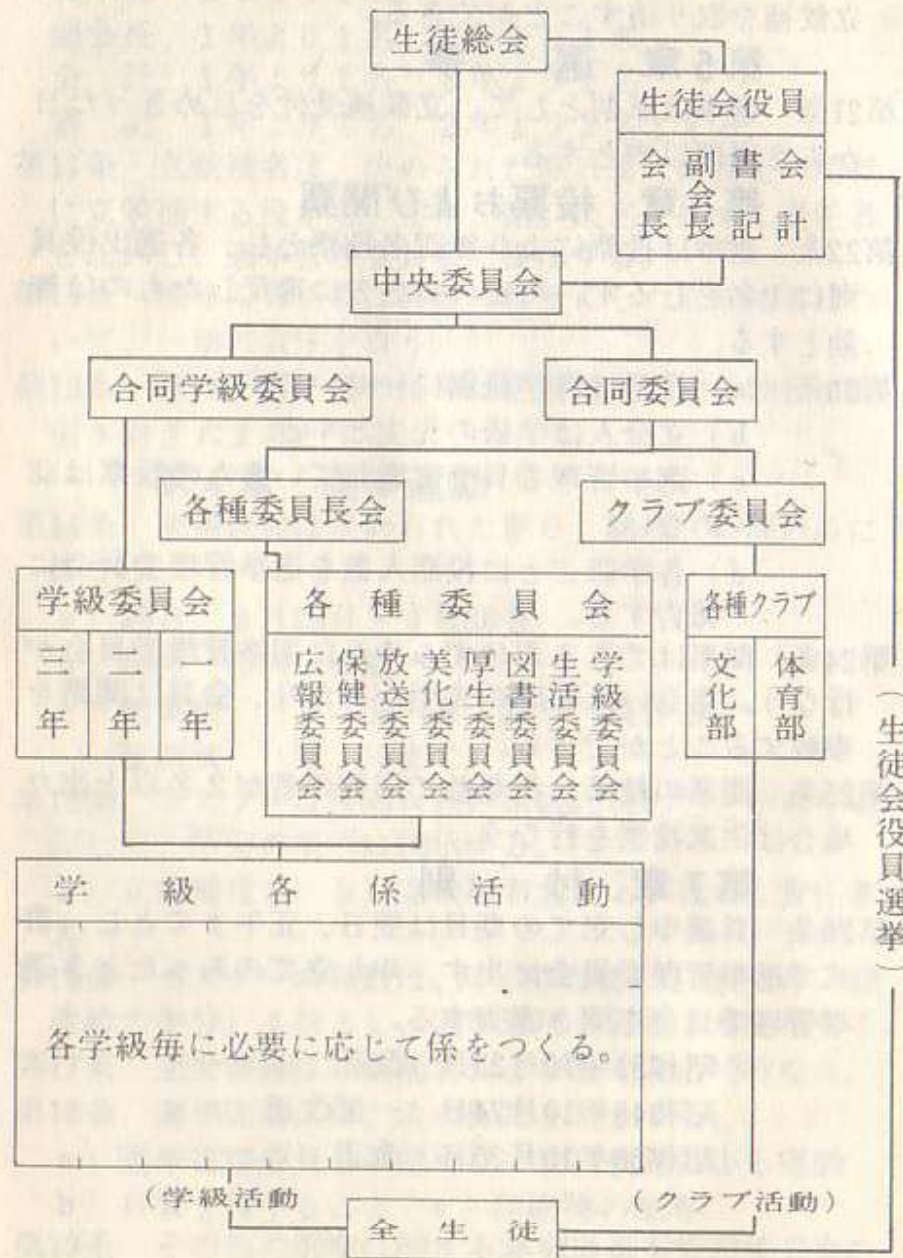 生徒総会
生徒会役員
会長
副会長
書記
会計
中央委員会
合同学級委員会
合同委員会
各種委員長会
クラブ委員会
学級委員会
三年
二年
一年
各種委員会
広報委員会
保健委員会
放送委員会
美化委員会
厚生委員会
図書委員会
生活委員会
学級委員会
各種クラブ
文化部
体育部
(生徒会役員選挙)
学級各係活動
各学級毎に必要に応じて係をつくる。
(学級活動)
(クラブ活動)
全生徒